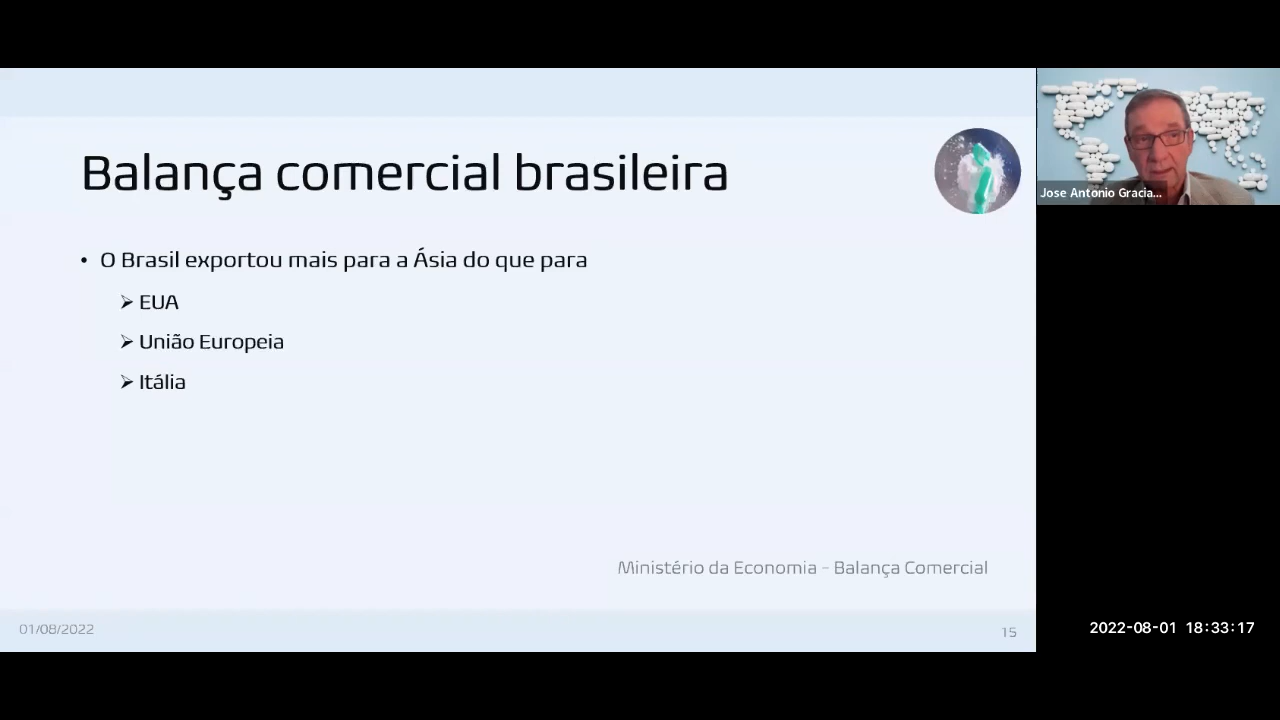 Balança comercial brasileira
• O Brasil exportou mais para a Ásia do que para
➢ EUA
➢ União Europeia
➢ Itália
Ministério da Economia – Balança Comercial
01/08/2022
15
Jose Antonio Gracia...
2022-08-01 18:33:17